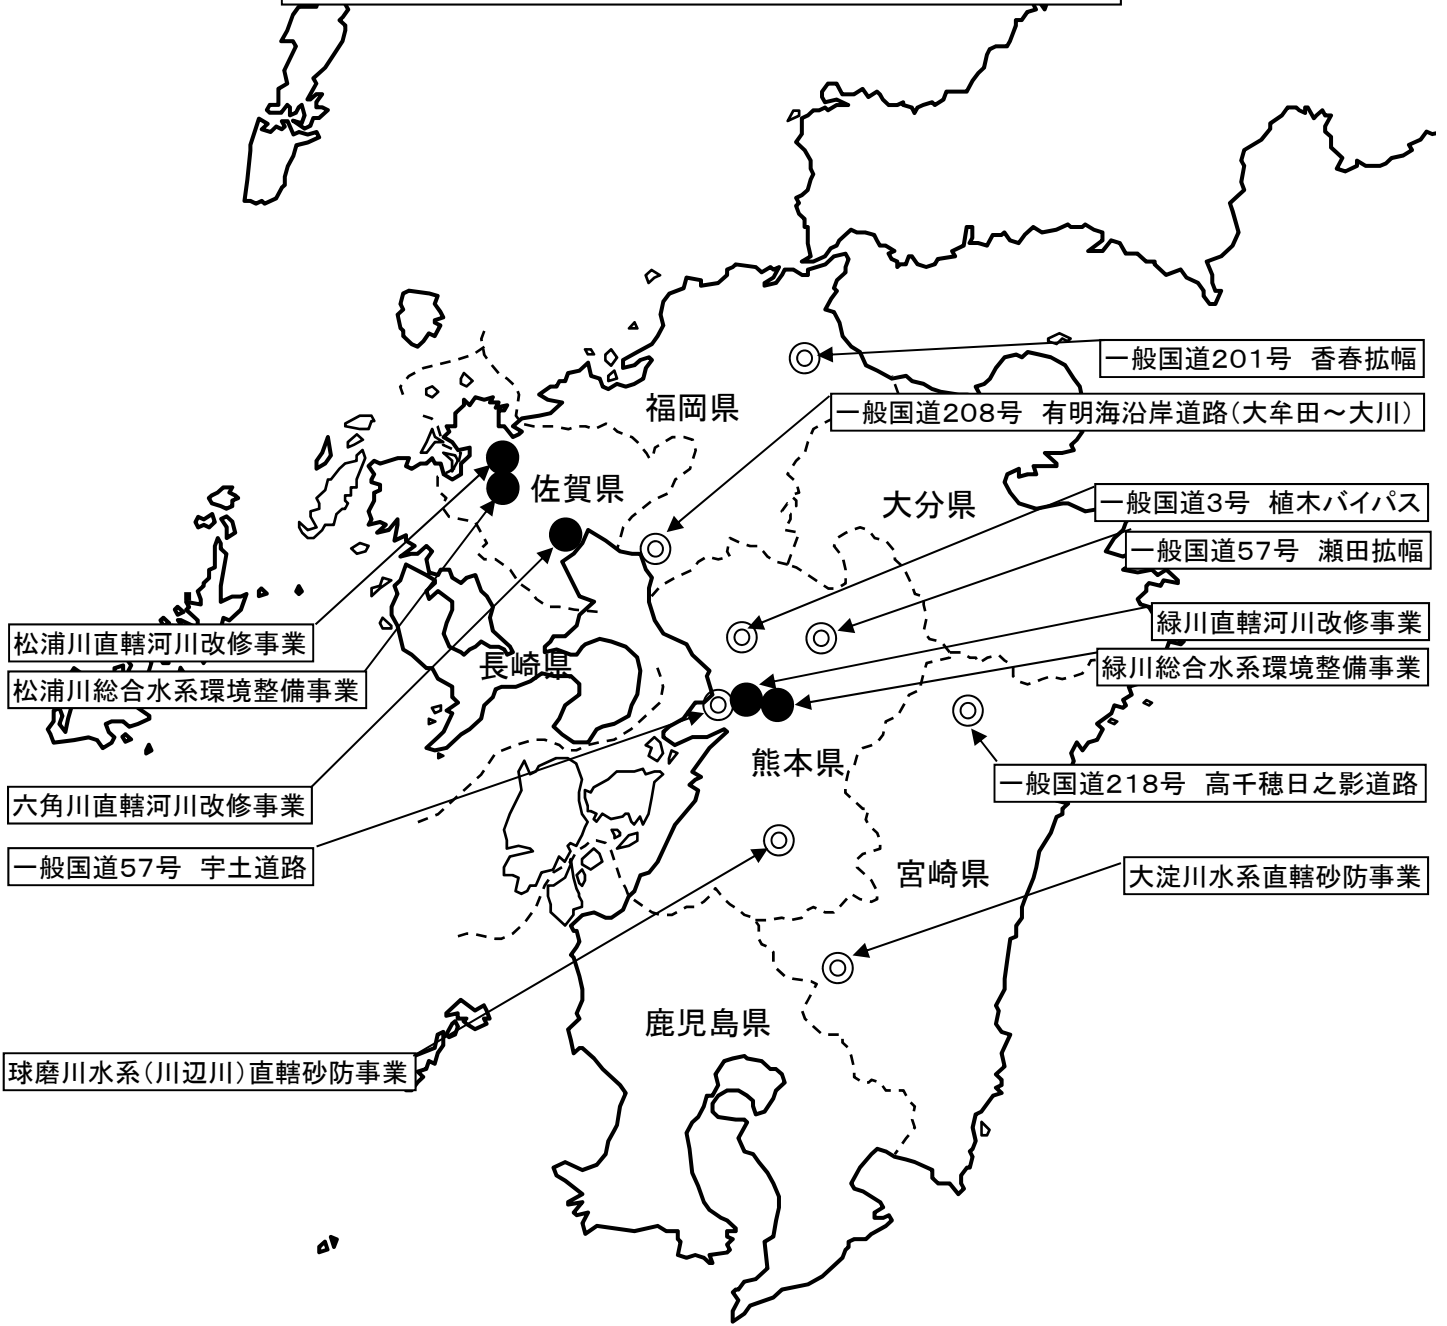 一般国道201号 香春拡幅
福岡県
一般国道208号 有明海沿岸道路(大牟田～大川)
佐賀県
大分県
一般国道3号 植木バイパス
一般国道57号 瀬田拡幅
緑川直轄河川改修事業
松浦川直轄河川改修事業
長崎県
緑川総合水系環境整備事業
松浦川総合水系環境整備事業
熊本県
一般国道218号 高千穂日之影道路
六角川直轄河川改修事業
一般国道57号 宇土道路
宮崎県
大淀川水系直轄砂防事業
鹿児島県
球磨川水系(川辺川)直轄砂防事業